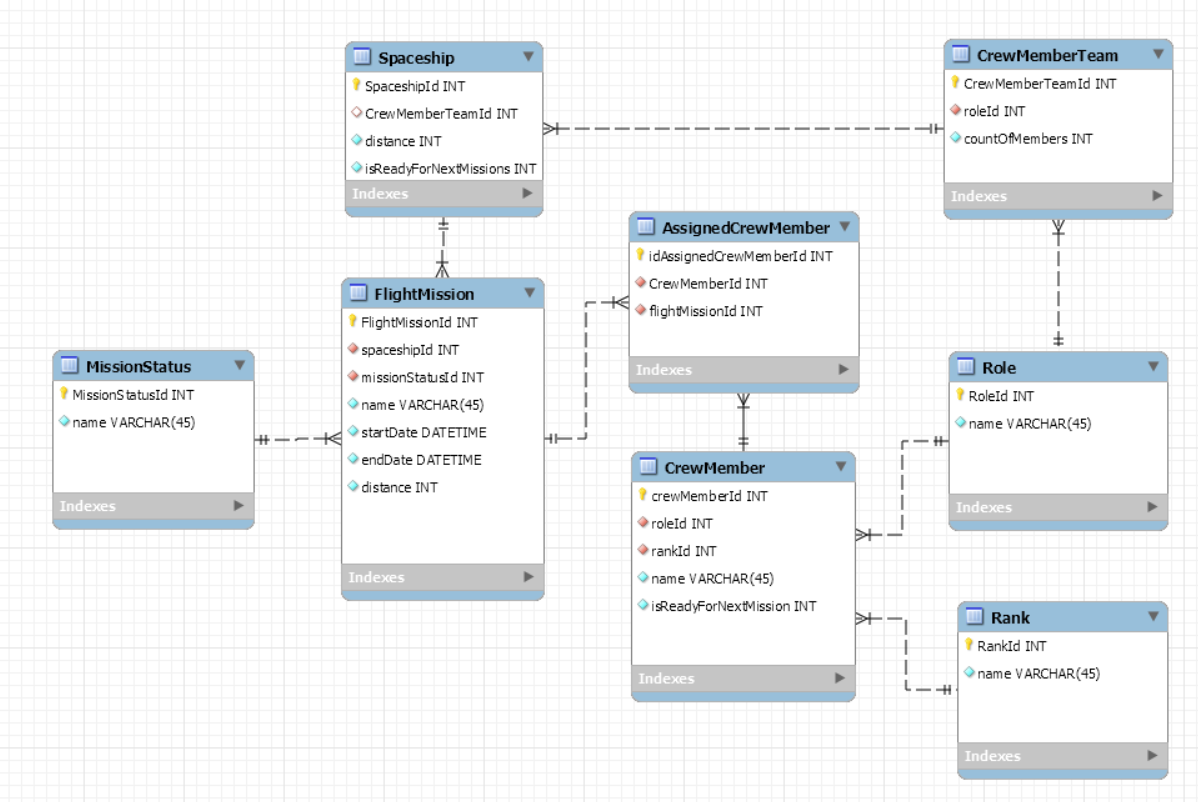 Spaceship
SpaceshipId INT
CrewMemberTeamId INT
distance INT
isReadyForNextMissions INT
Indexes
CrewMemberTeam
CrewMemberTeamId INT
roleId INT
countOfMembers INT
Indexes
AssignedCrewMember
idAssignedCrewMemberId INT
CrewMemberId INT
flightMissionId INT
Indexes
FlightMission
FlightMissionId INT
spaceshipId INT
missionStatusId INT
name VARCHAR(45)
startDate DATETIME
endDate DATETIME
distance INT
Indexes
MissionStatus
MissionStatusId INT
name VARCHAR(45)
Indexes
Role
RoleId INT
name VARCHAR(45)
Indexes
CrewMember
crewMemberId INT
roleId INT
rankId INT
name VARCHAR(45)
isReadyForNextMission INT
Indexes
Rank
RankId INT
name VARCHAR(45)
Indexes